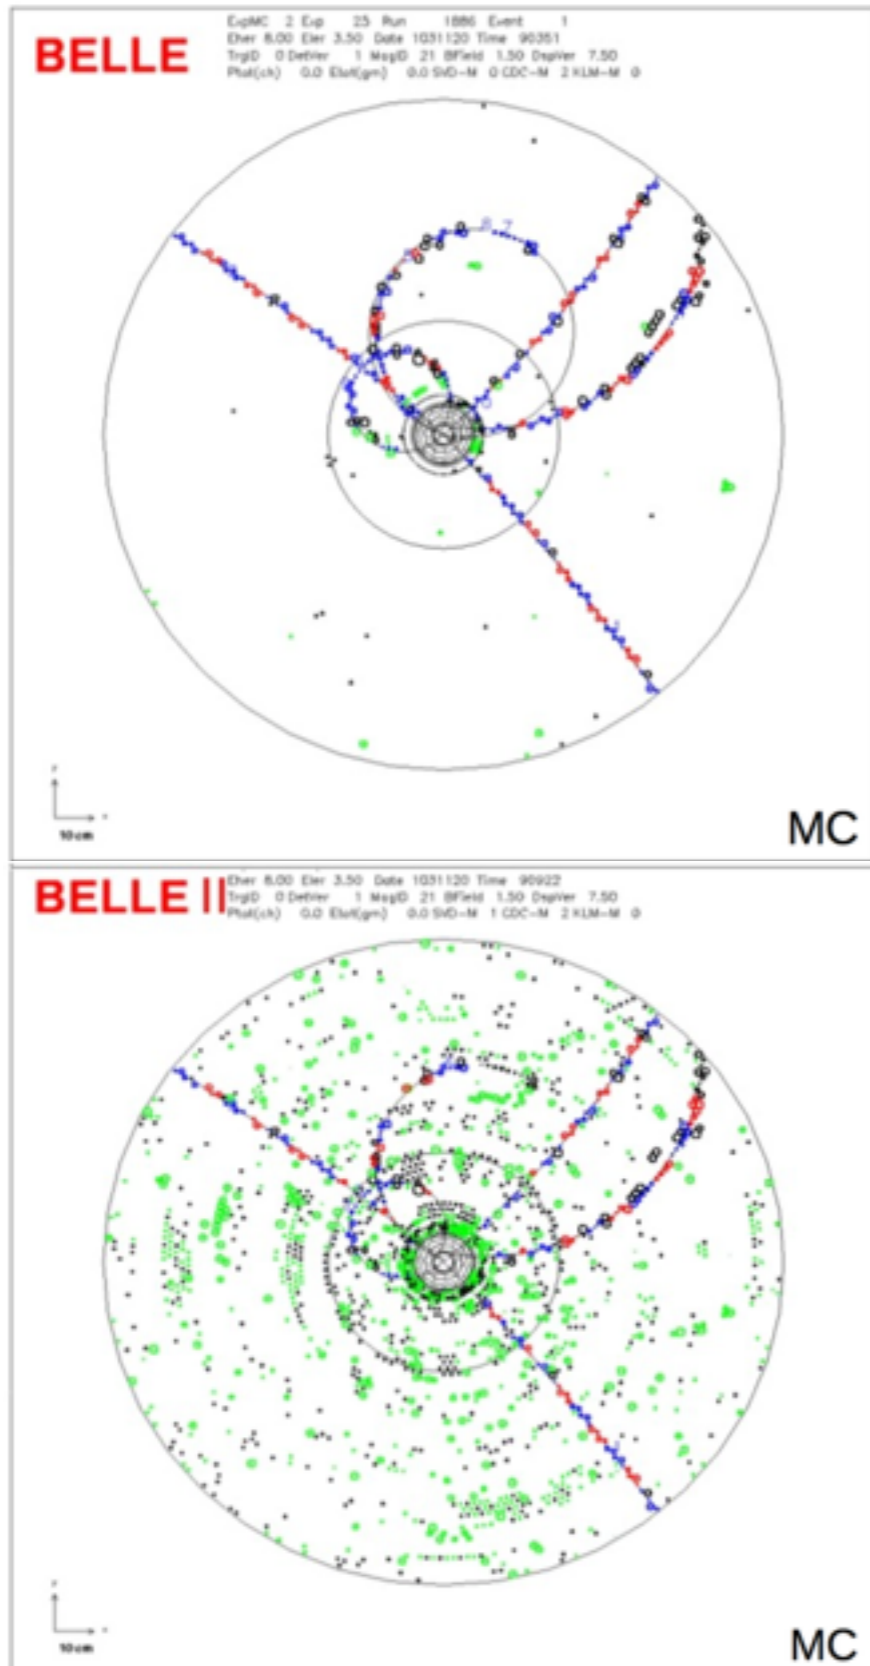 BELLE
ExpMC 2 Exp 25 Run 1886 Event 1
Eher 8.00 Eler 3.50 Date 1031120 Time 90351
TrgID 0 DetVer 1 MagID 21 BField 1.50 DspVer 7.50
Ptot(ch) 0.0 Etot(gm) 0.0 SVD-M 0 CDC-M 2 KLM-M 0
10 cm
MC
BELLE II
Eher 8.00 Eler 3.50 Date 1031120 Time 90922
TrgID 0 DetVer 1 MagID 21 BField 1.50 DspVer 7.50
Ptot(ch) 0.0 Etot(gm) 0.0 SVD-M 1 CDC-M 2 KLM-M 0
10 cm
MC